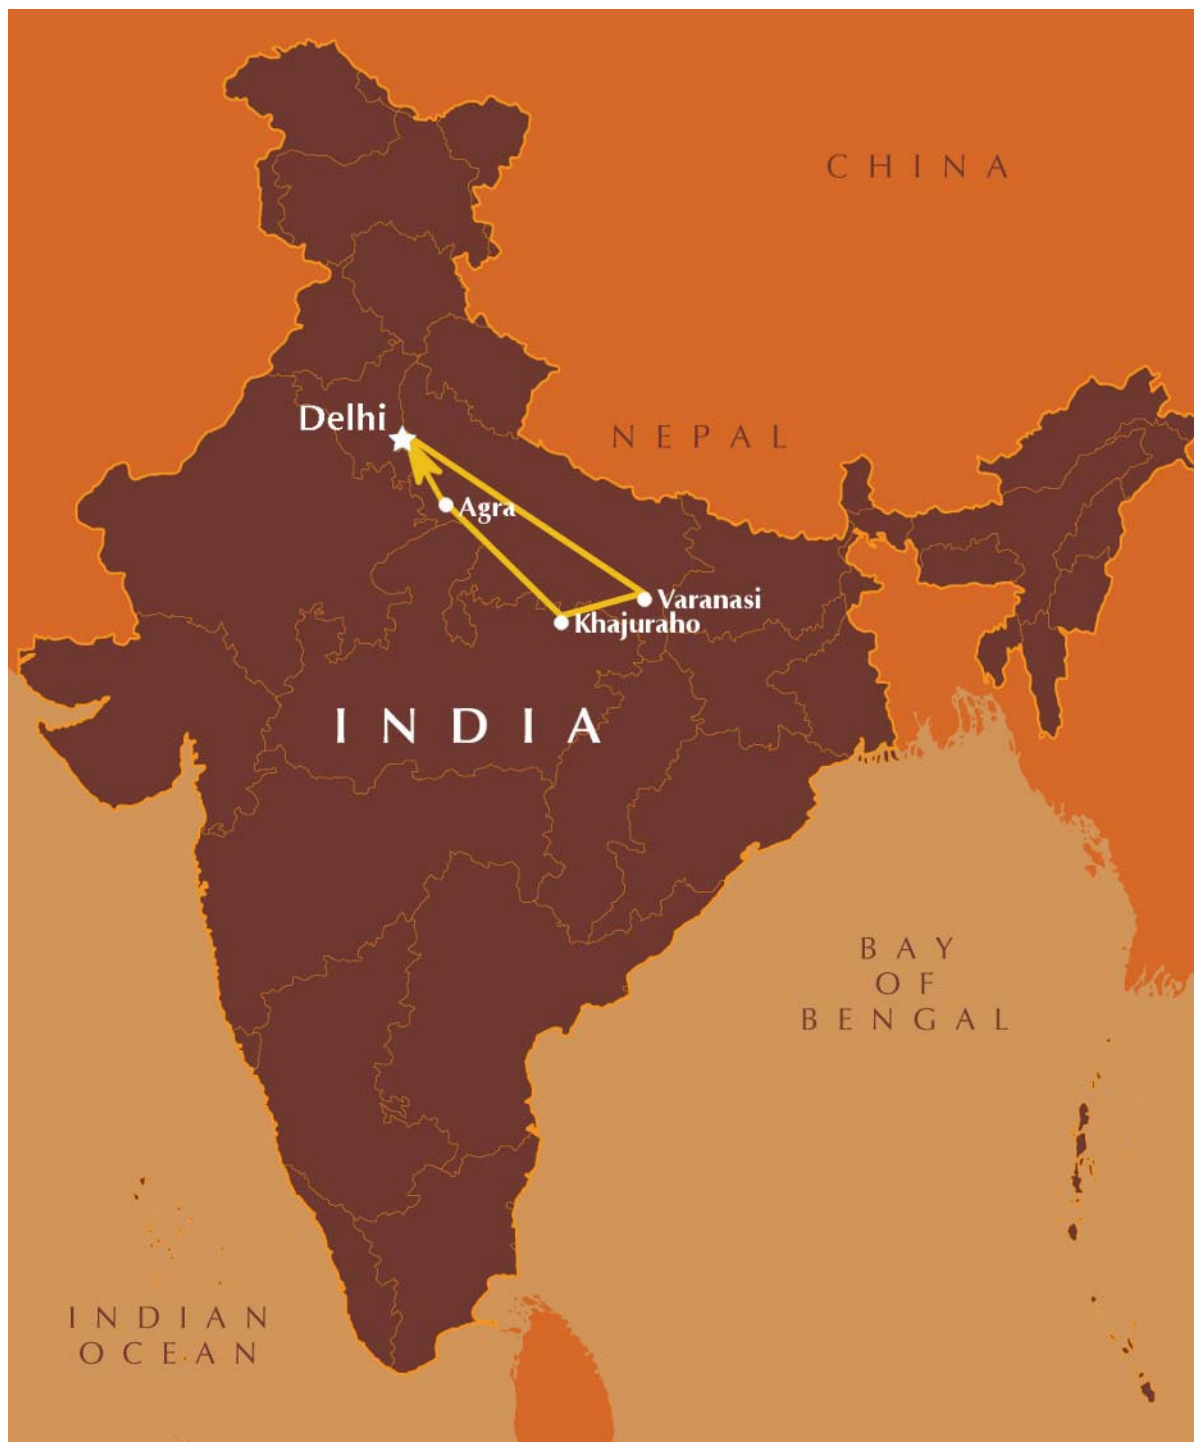 CHINA
Delhi
NEPAL
Agra
Varanasi
Khajuraho
INDIA
BAY
OF
BENGAL
INDIAN
OCEAN